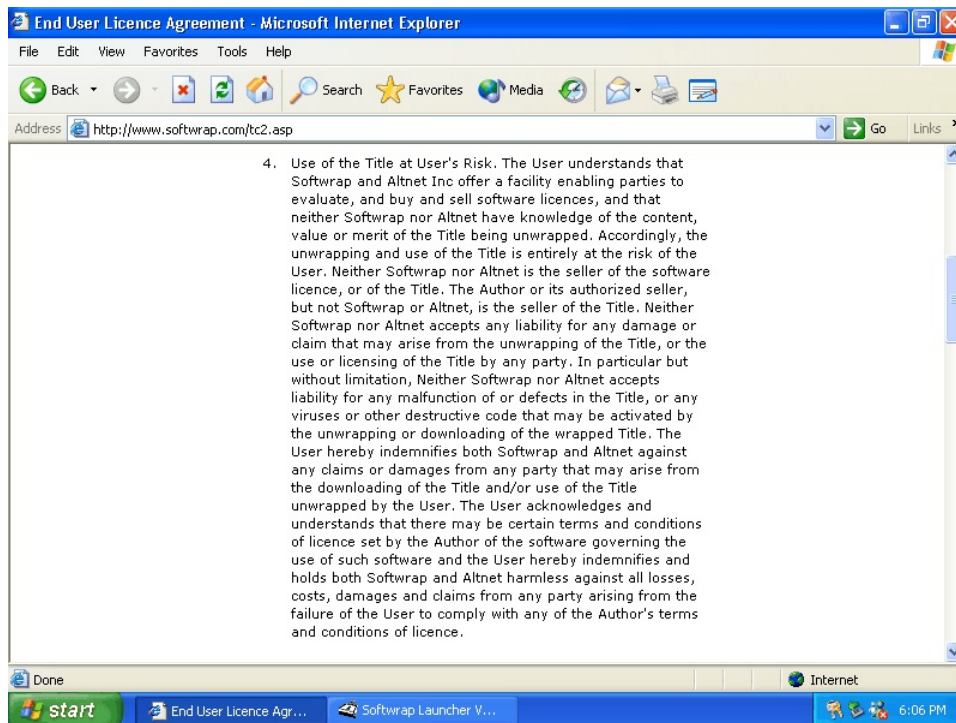 End User Licence Agreement - Microsoft Internet Explorer
File Edit View Favorites Tools Help
Back Search Favorites Media
Address http://www.softwrap.com/tc2.asp Go Links
4. Use of the Title at User's Risk. The User understands that
Softwrap and Altnet Inc offer a facility enabling parties to
evaluate, and buy and sell software licences, and that
neither Softwrap nor Altnet have knowledge of the content,
value or merit of the Title being unwrapped. Accordingly, the
unwrapping and use of the Title is entirely at the risk of the
User. Neither Softwrap nor Altnet is the seller of the software
licence, or of the Title. The Author or its authorized seller,
but not Softwrap or Altnet, is the seller of the Title. Neither
Softwrap nor Altnet accepts any liability for any damage or
claim that may arise from the unwrapping of the Title, or the
use or licensing of the Title by any party. In particular but
without limitation, Neither Softwrap nor Altnet accepts
liability for any malfunction of or defects in the Title, or any
viruses or other destructive code that may be activated by
the unwrapping or downloading of the wrapped Title. The
User hereby indemnifies both Softwrap and Altnet against
any claims or damages from any party that may arise from
the downloading of the Title and/or use of the Title
unwrapped by the User. The User acknowledges and
understands that there may be certain terms and conditions
of licence set by the Author of the software governing the
use of such software and the User hereby indemnifies and
holds both Softwrap and Altnet harmless against all losses,
costs, damages and claims from any party arising from the
failure of the User to comply with any of the Author's terms
and conditions of licence.
Done Internet
start End User Licence Agr... Softwrap Launcher V... 6:06 PM